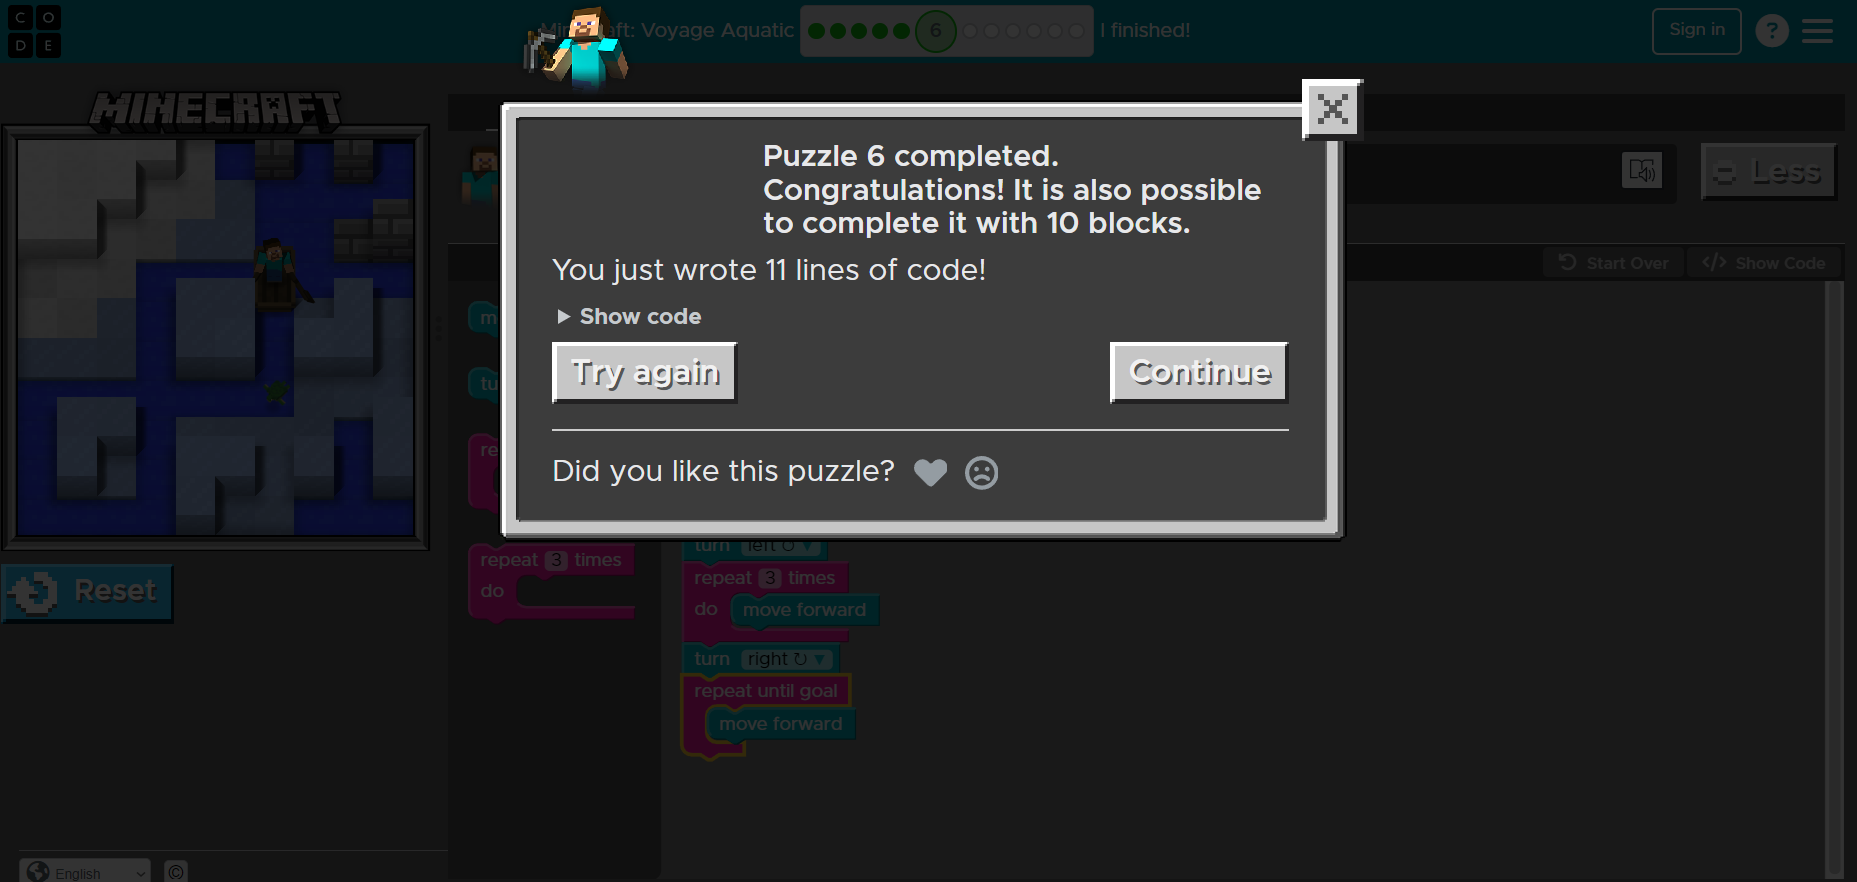 C O
D E
Minecraft: Voyage Aquatic
6
I finished!
Sign in
?
MINECRAFT
Less
Puzzle 6 completed.
Congratulations! It is also possible
to complete it with 10 blocks.
You just wrote 11 lines of code!
Show code
Try again
Continue
Did you like this puzzle?
Start Over
</> Show Code
m
tu
re
repeat 3 times
do
turn left ↺ ▼
repeat 3 times
do move forward
turn right ↻ ▼
repeat until goal
move forward
Reset
English
©